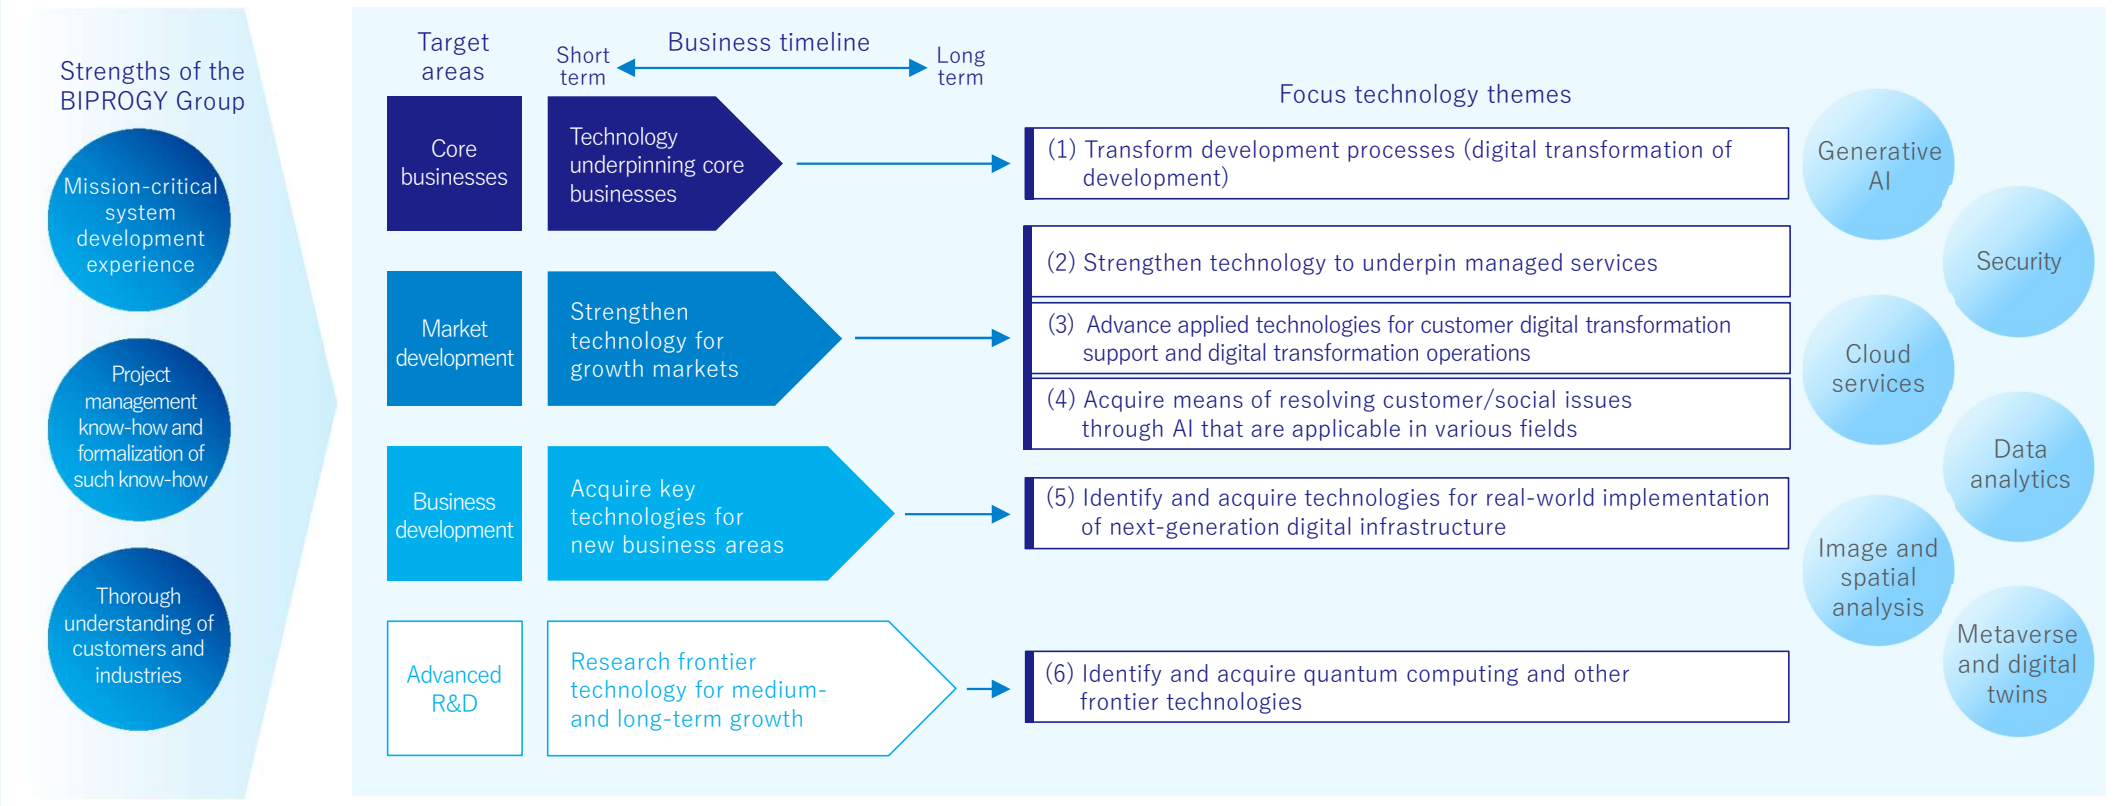 Strengths of the
BIPROGY Group
Mission-critical
system
development
experience
Project
management
know-how and
formalization of
such know-how
Thorough
understanding of
customers and
industries
Target
areas
Short
term
Business timeline
Long
term
Focus technology themes
Core
businesses
Technology
underpinning core
businesses
(1) Transform development processes (digital transformation of
development)
Market
development
Strengthen
technology for
growth markets
(2) Strengthen technology to underpin managed services
(3) Advance applied technologies for customer digital transformation
support and digital transformation operations
(4) Acquire means of resolving customer/social issues
through AI that are applicable in various fields
Business
development
Acquire key
technologies for
new business areas
(5) Identify and acquire technologies for real-world implementation
of next-generation digital infrastructure
Advanced
R&D
Research frontier
technology for medium-
and long-term growth
(6) Identify and acquire quantum computing and other
frontier technologies
Generative
AI
Security
Cloud
services
Data
analytics
Image and
spatial
analysis
Metaverse
and digital
twins